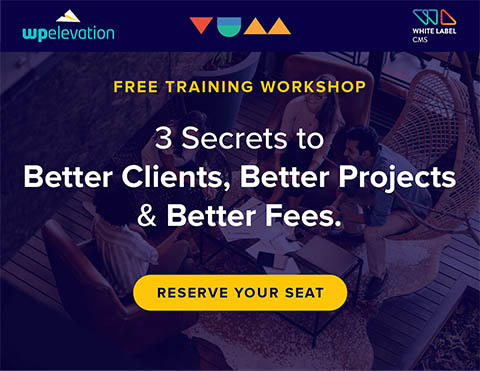 wpelevation
WHITE LABEL
CMS
FREE TRAINING WORKSHOP
3 Secrets to
Better Clients, Better Projects
& Better Fees.
RESERVE YOUR SEAT